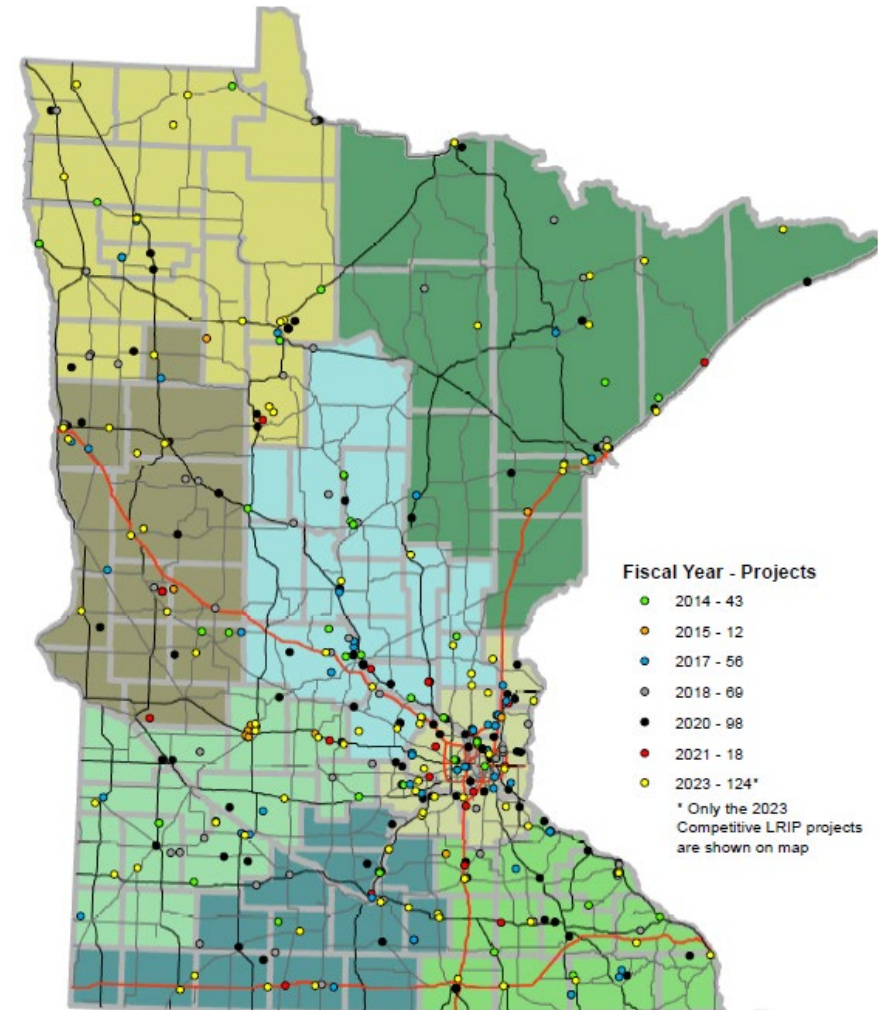 Fiscal Year - Projects
2014 - 43
2015 - 12
2017 - 56
2018 - 69
2020 - 98
2021 - 18
2023 - 124*
* Only the 2023
Competitive LRIP projects
are shown on map